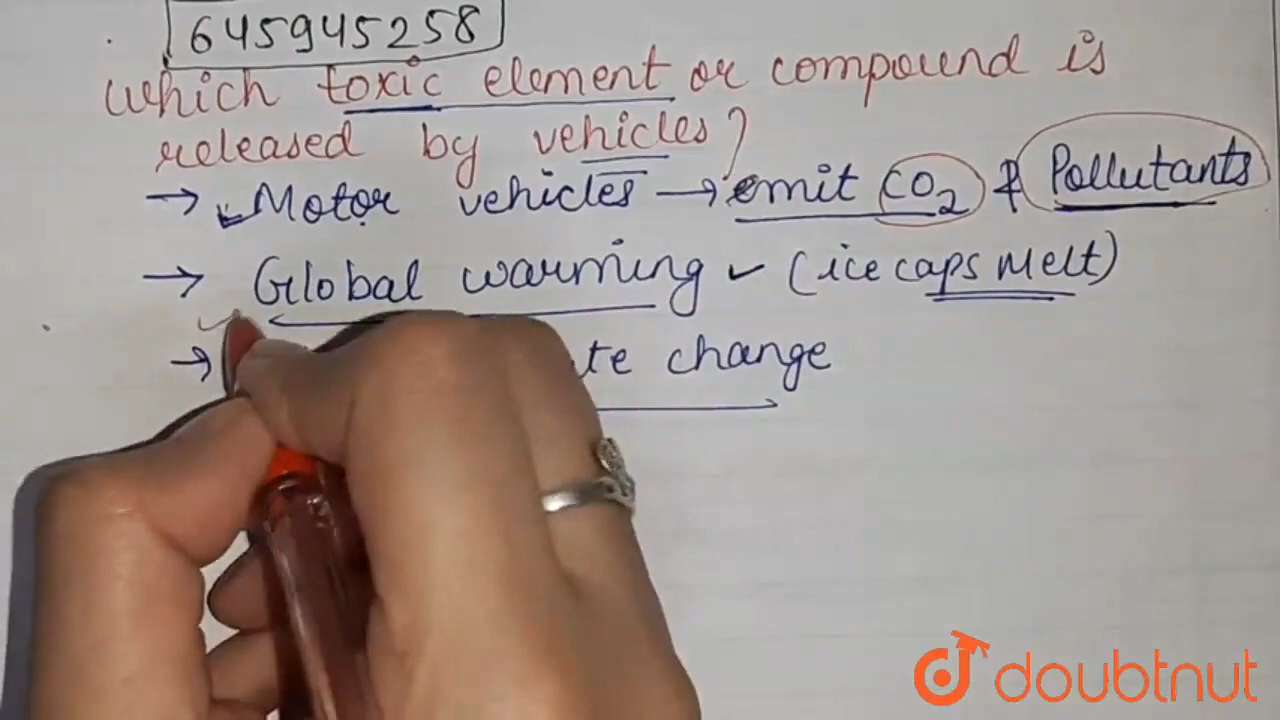 645945258
which toxic element or compound is
released by vehicles?
→ Motor vehicles → emit CO₂ & Pollutants
→ Global warming ✓ (ice caps Melt)
→ change
doubtnut